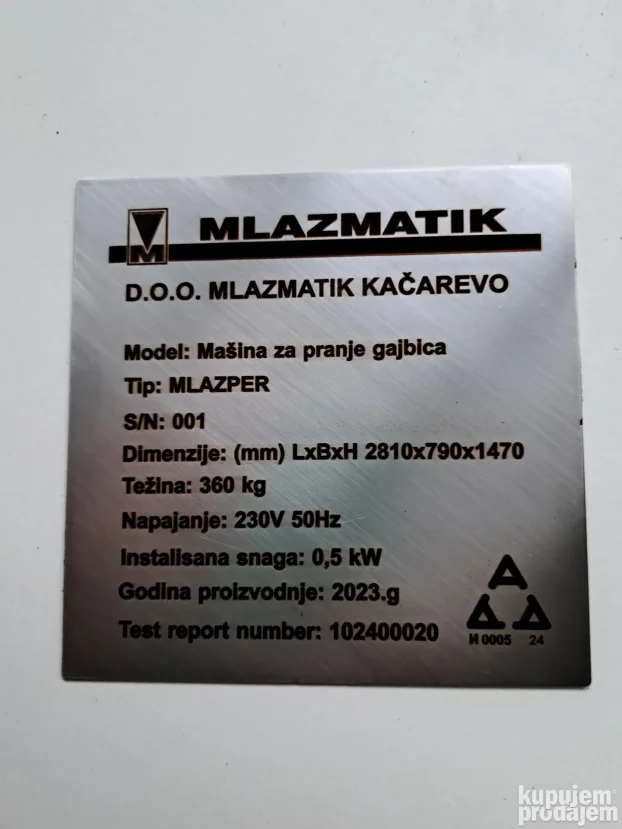 M
MLAZMATIK
D.O.O. MLAZMATIK KAČAREVO
Model: Mašina za pranje gajbica
Tip: MLAZPER
S/N: 001
Dimenzije: (mm) LxBxH 2810x790x1470
Težina: 360 kg
Napajanje: 230V 50Hz
Instalisana snaga: 0,5 kW
Godina proizvodnje: 2023.g
Test report number: 102400020
A A A
И 0005 24
kupujem
prodajem